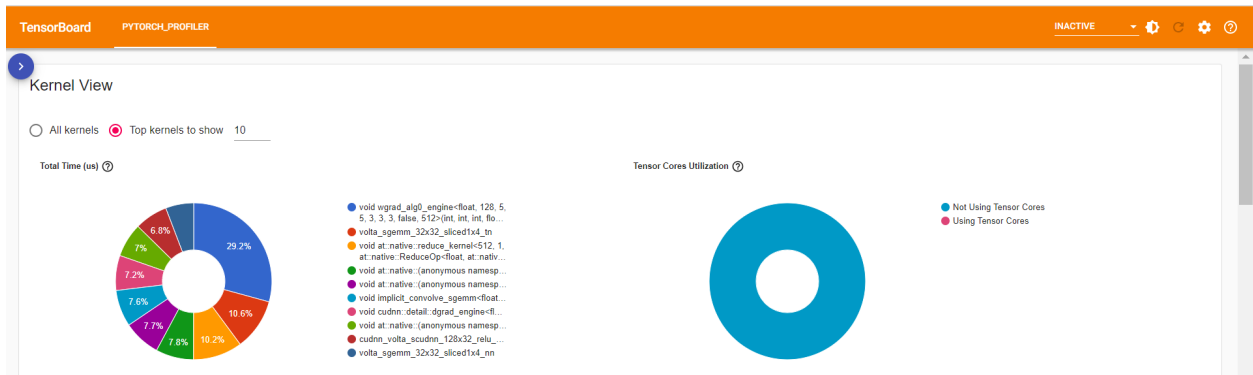 TensorBoard
PYTORCH_PROFILER
INACTIVE
Kernel View
All kernels
Top kernels to show 10
Total Time (us)
29.2%
10.6%
10.2%
7.8%
7.7%
7.6%
7.2%
7%
6.8%
void wgrad_alg0_engine<float, 128, 5,
5, 3, 3, 3, false, 512>(int, int, int, flo...
volta_sgemm_32x32_sliced1x4_tn
void at::native::reduce_kernel<512, 1,
at::native::ReduceOp<float, at::nativ...
void at::native::(anonymous namesp...
void at::native::(anonymous namesp...
void implicit_convolve_sgemm<float...
void cudnn::detail::dgrad_engine<fl...
void at::native::(anonymous namesp...
cudnn_volta_scudnn_128x32_relu_...
volta_sgemm_32x32_sliced1x4_nn
Tensor Cores Utilization
Not Using Tensor Cores
Using Tensor Cores